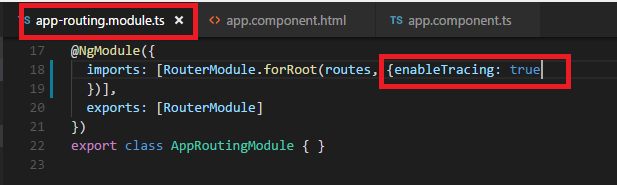 app-routing.module.ts × <> app.component.html TS app.component.ts
17 @NgModule({
18 imports: [RouterModule.forRoot(routes, {enableTracing: true
19 })],
20 exports: [RouterModule]
21 })
22 export class AppRoutingModule { }
23